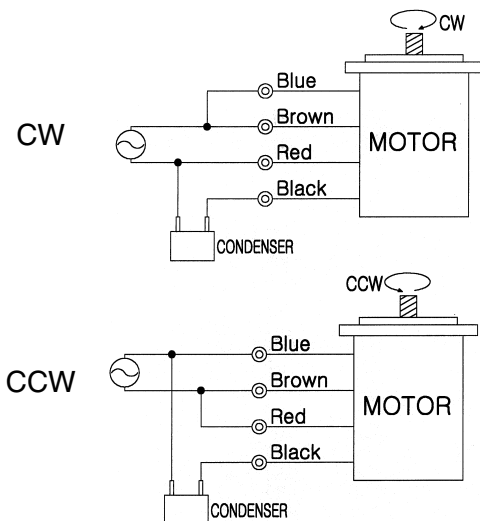 CW
Blue
Brown
CW
MOTOR
Red
Black
CONDENSER
CCW
Blue
CCW
Brown
MOTOR
Red
Black
CONDENSER